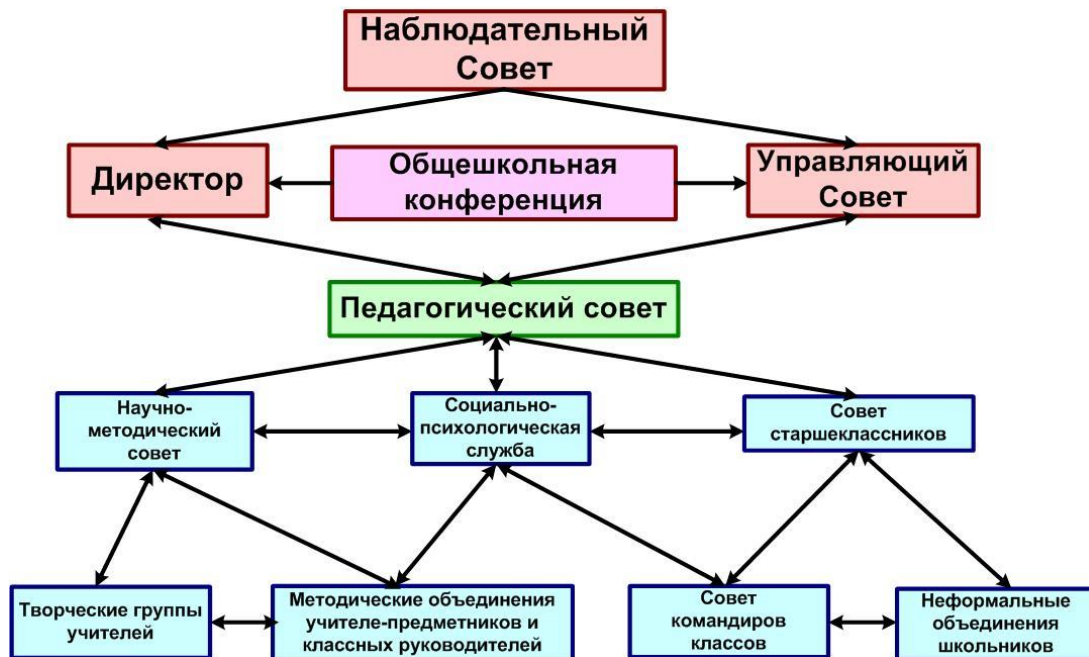 Наблюдательный
Совет
Директор
Общешкольная
конференция
Управляющий
Совет
Педагогический совет
Научно-
методический
совет
Социально-
психологическая
служба
Совет
старшеклассников
Творческие группы
учителей
Методические объединения
учителе-предметников и
классных руководителей
Совет
командиров
классов
Неформальные
объединения
школьников